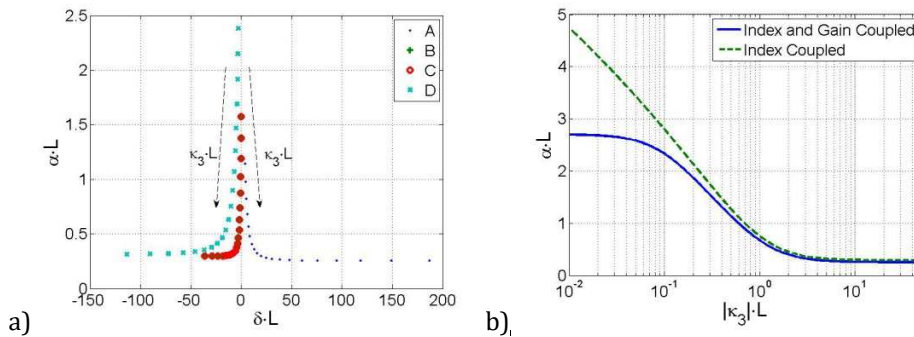 2.5
2
1.5
1
0.5
0
α·L
-150 -100 -50 0 50 100 150 200
δ·L
κ3·L
κ3·L
A
B
C
D
a)
5
4
3
2
1
0
α·L
10-2 10-1 100 101
|κ3|·L
Index and Gain Coupled
Index Coupled
b)